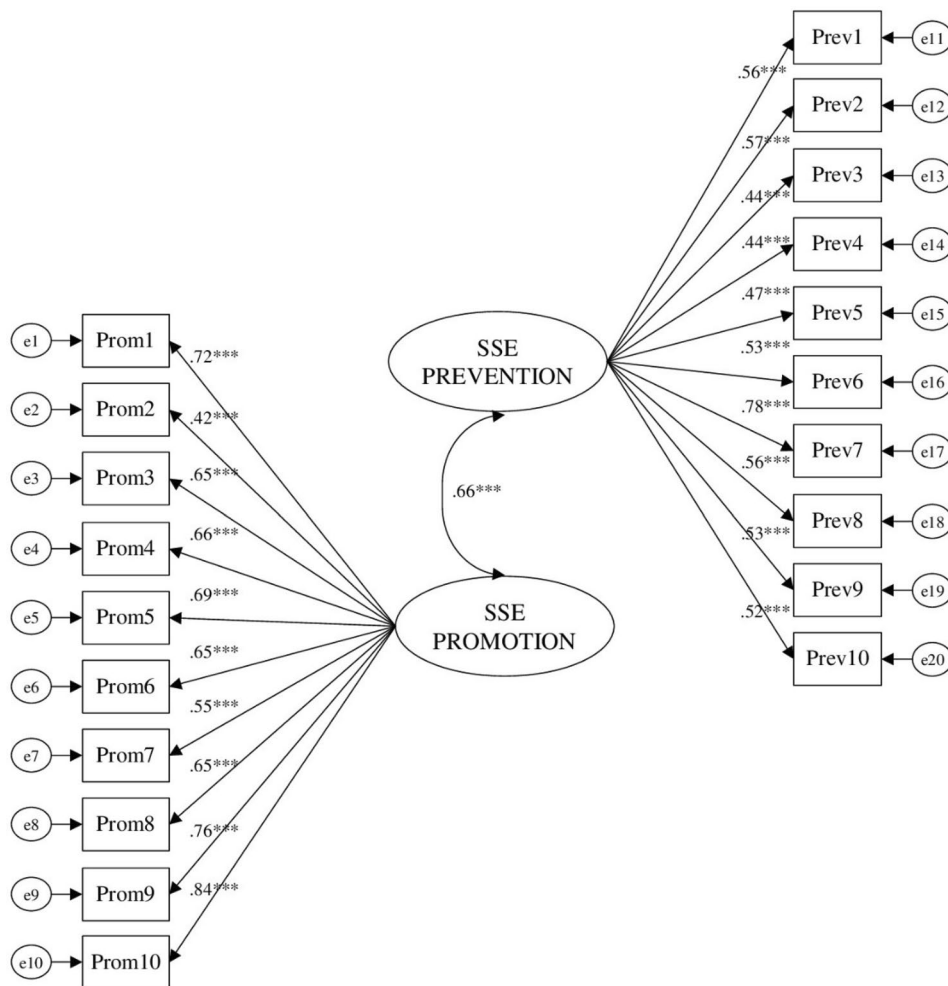 Prev1
e11
.56***
Prev2
e12
.57***
Prev3
e13
.44***
Prev4
e14
.44***
Prev5
e15
.47***
Prev6
e16
.53***
Prev7
e17
.78***
Prev8
e18
.56***
Prev9
e19
.53***
Prev10
e20
.52***
SSE
PREVENTION
.66***
SSE
PROMOTION
e1
Prom1
.72***
e2
Prom2
.42***
e3
Prom3
.65***
e4
Prom4
.66***
e5
Prom5
.69***
e6
Prom6
.65***
e7
Prom7
.55***
e8
Prom8
.65***
e9
Prom9
.76***
e10
Prom10
.84***